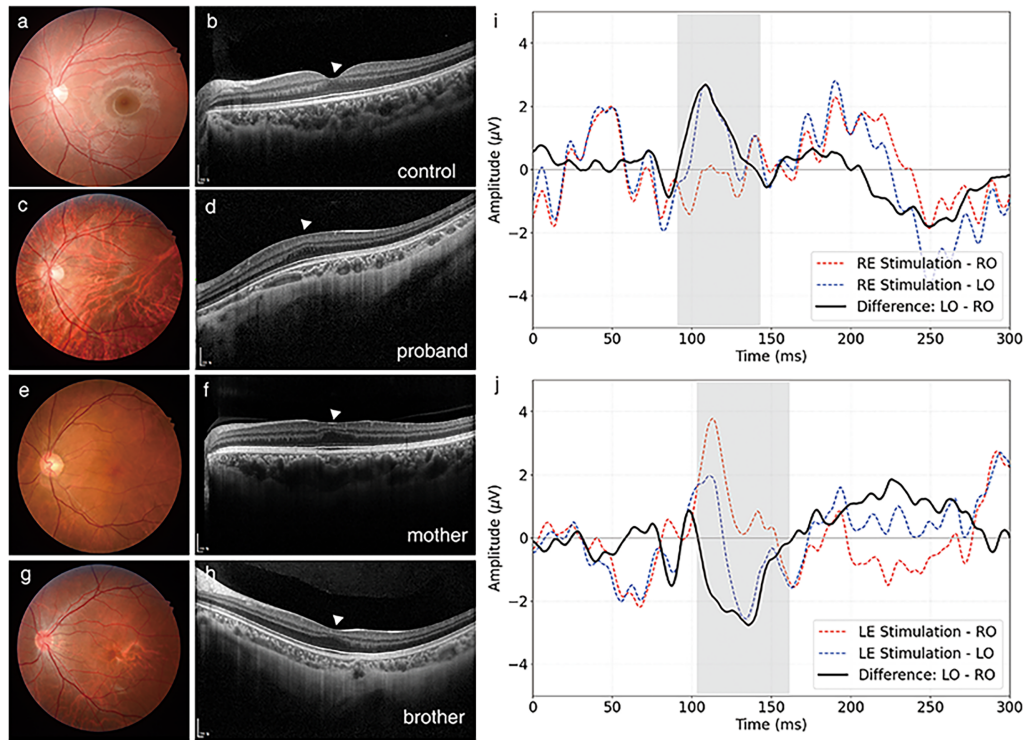 a
b
control
c
d
proband
e
f
mother
g
h
brother
i
4
2
0
−2
−4
Amplitude (μV)
0
50
100
150
200
250
300
Time (ms)
RE Stimulation - RO
RE Stimulation - LO
Difference: LO - RO
j
4
2
0
−2
−4
Amplitude (μV)
0
50
100
150
200
250
300
Time (ms)
LE Stimulation - RO
LE Stimulation - LO
Difference: LO - RO